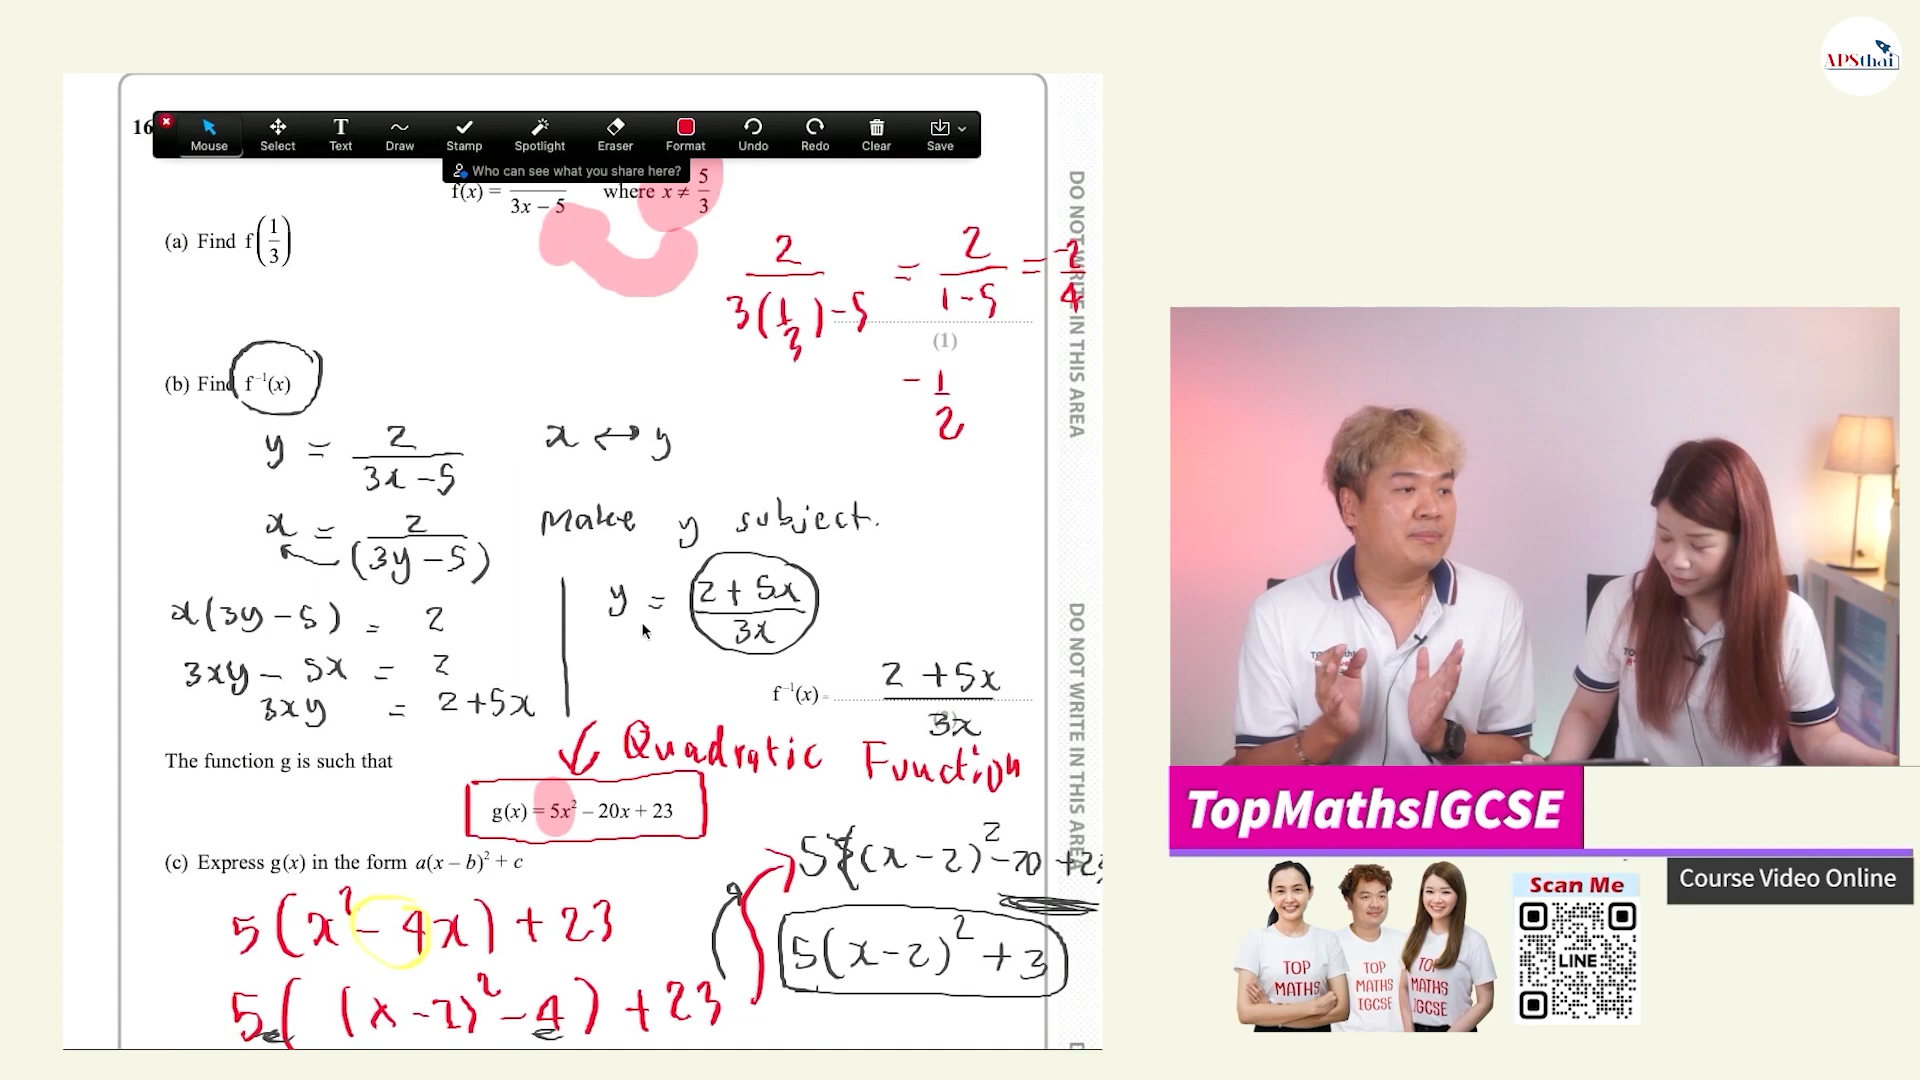 APSthai
16
Mouse Select Text Draw Stamp Spotlight Eraser Format Undo Redo Clear Save
Who can see what you share here?
f(x) = 3x − 5 where x ≠ 5/3
(a) Find f(1/3)
2/(3(1/3)−5) = 2/(1−5) = −2/4
(1)
−1/2
(b) Find f⁻¹(x)
y = 2/(3x−5) x ↔ y
x = 2/(3y−5) Make y subject.
x(3y−5) = 2
y = (2+5x)/3x
3xy − 5x = 2
3xy = 2+5x
f⁻¹(x) = (2+5x)/3x
Quadratic Function
The function g is such that
g(x) = 5x² − 20x + 23
(c) Express g(x) in the form a(x − b)² + c
5(x² − 4x) + 23
5((x−2)² − 4) + 23
5(x−2)² −20 +23
5(x−2)² + 3
DO NOT WRITE IN THIS AREA
DO NOT WRITE IN THIS AREA
D
TopMathsIGCSE
Course Video Online
Scan Me
LINE
TOP MATHS
TOP MATHS IGCSE
TOP MATHS IGCSE